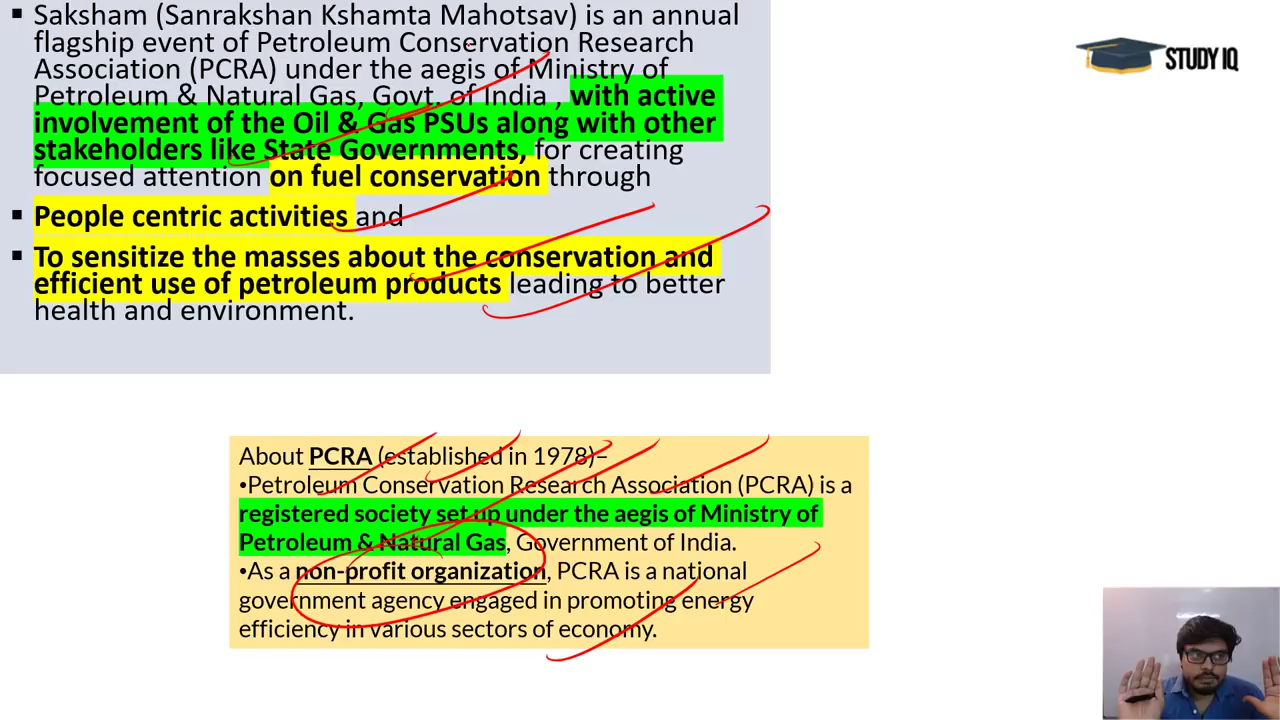 ▪ Saksham (Sanrakshan Kshamta Mahotsav) is an annual
flagship event of Petroleum Conservation Research
Association (PCRA) under the aegis of Ministry of
Petroleum & Natural Gas, Govt. of India , with active
involvement of the Oil & Gas PSUs along with other
stakeholders like State Governments, for creating
focused attention on fuel conservation through
▪ People centric activities and
▪ To sensitize the masses about the conservation and
efficient use of petroleum products leading to better
health and environment.
STUDY IQ
About PCRA (established in 1978)–
•Petroleum Conservation Research Association (PCRA) is a
registered society set up under the aegis of Ministry of
Petroleum & Natural Gas, Government of India.
•As a non-profit organization, PCRA is a national
government agency engaged in promoting energy
efficiency in various sectors of economy.